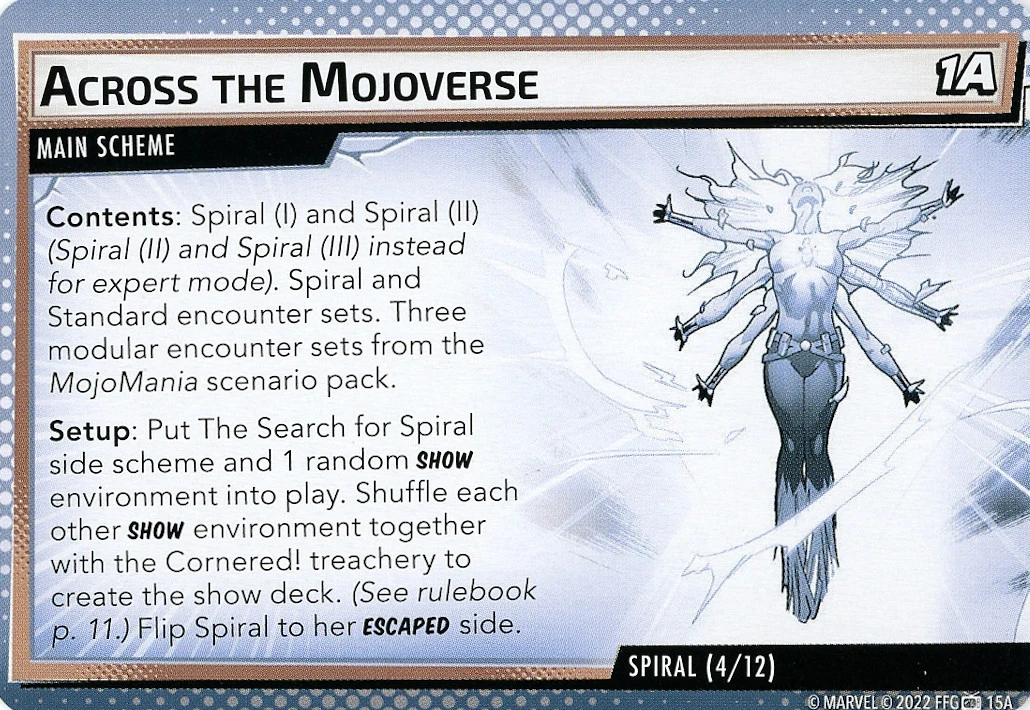 ACROSS THE MOJOVERSE
1A
MAIN SCHEME
Contents: Spiral (I) and Spiral (II)
(Spiral (II) and Spiral (III) instead
for expert mode). Spiral and
Standard encounter sets. Three
modular encounter sets from the
MojoMania scenario pack.
Setup: Put The Search for Spiral
side scheme and 1 random SHOW
environment into play. Shuffle each
other SHOW environment together
with the Cornered! treachery to
create the show deck. (See rulebook
p. 11.) Flip Spiral to her ESCAPED side.
SPIRAL (4/12)
© MARVEL © 2022 FFG 15A